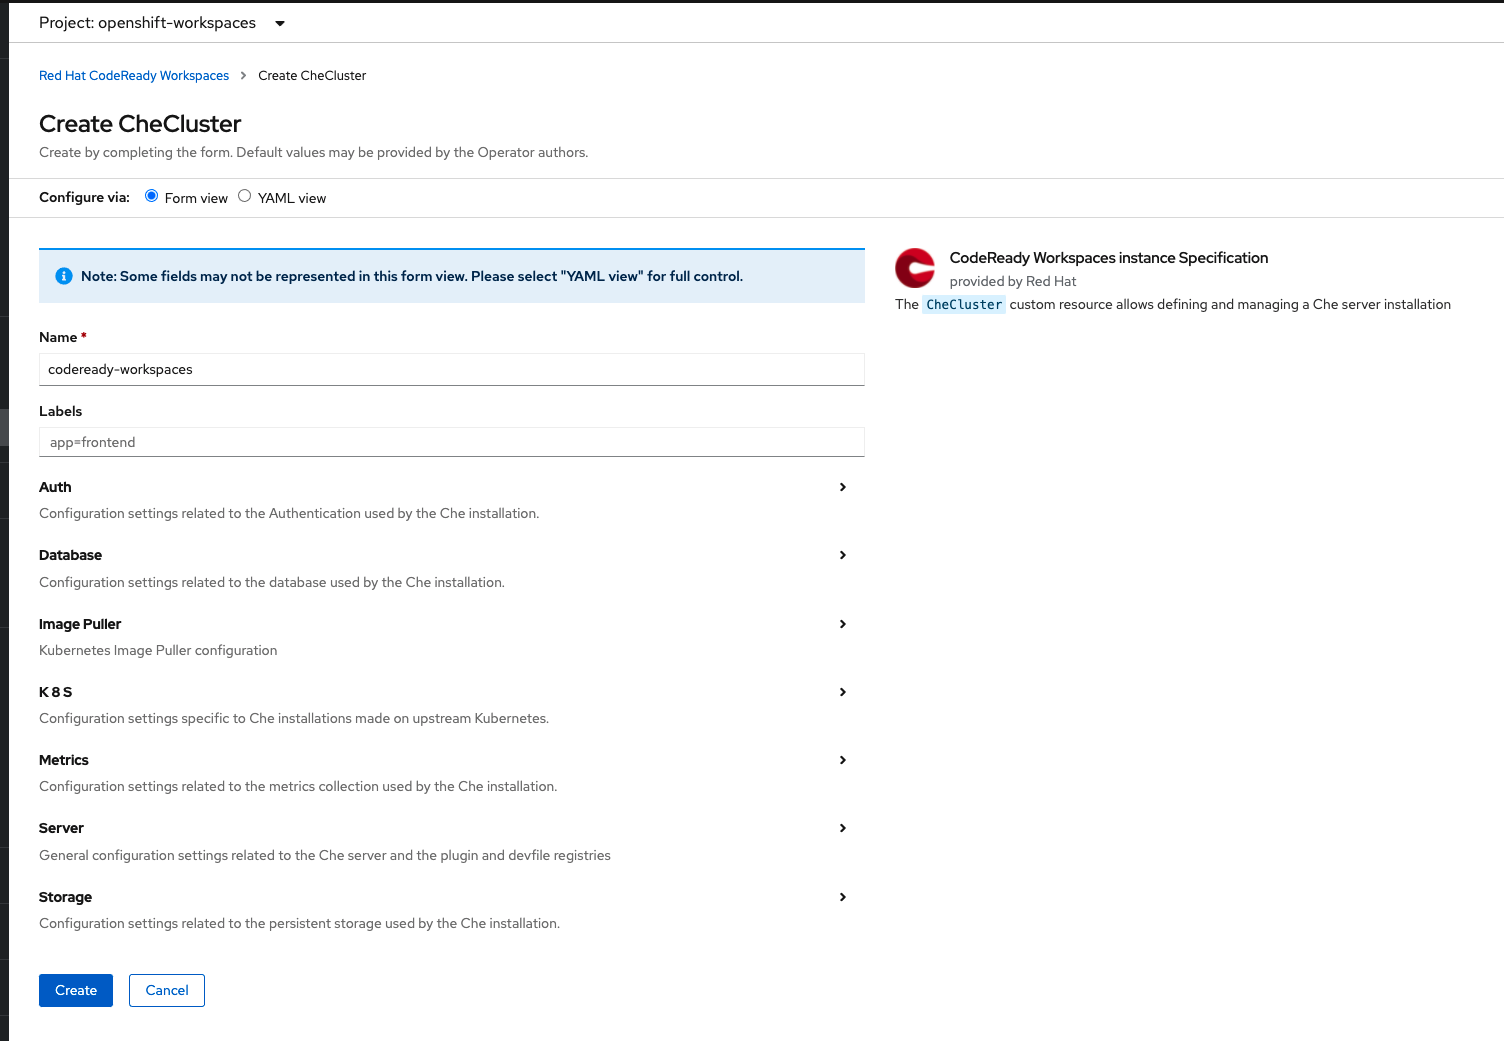 Project: openshift-workspaces
Red Hat CodeReady Workspaces > Create CheCluster
Create CheCluster
Create by completing the form. Default values may be provided by the Operator authors.
Configure via: Form view YAML view
Note: Some fields may not be represented in this form view. Please select "YAML view" for full control.
CodeReady Workspaces instance Specification
provided by Red Hat
The CheCluster custom resource allows defining and managing a Che server installation
Name *
codeready-workspaces
Labels
app=frontend
Auth
Configuration settings related to the Authentication used by the Che installation.
Database
Configuration settings related to the database used by the Che installation.
Image Puller
Kubernetes Image Puller configuration
K 8 S
Configuration settings specific to Che installations made on upstream Kubernetes.
Metrics
Configuration settings related to the metrics collection used by the Che installation.
Server
General configuration settings related to the Che server and the plugin and devfile registries
Storage
Configuration settings related to the persistent storage used by the Che installation.
Create Cancel